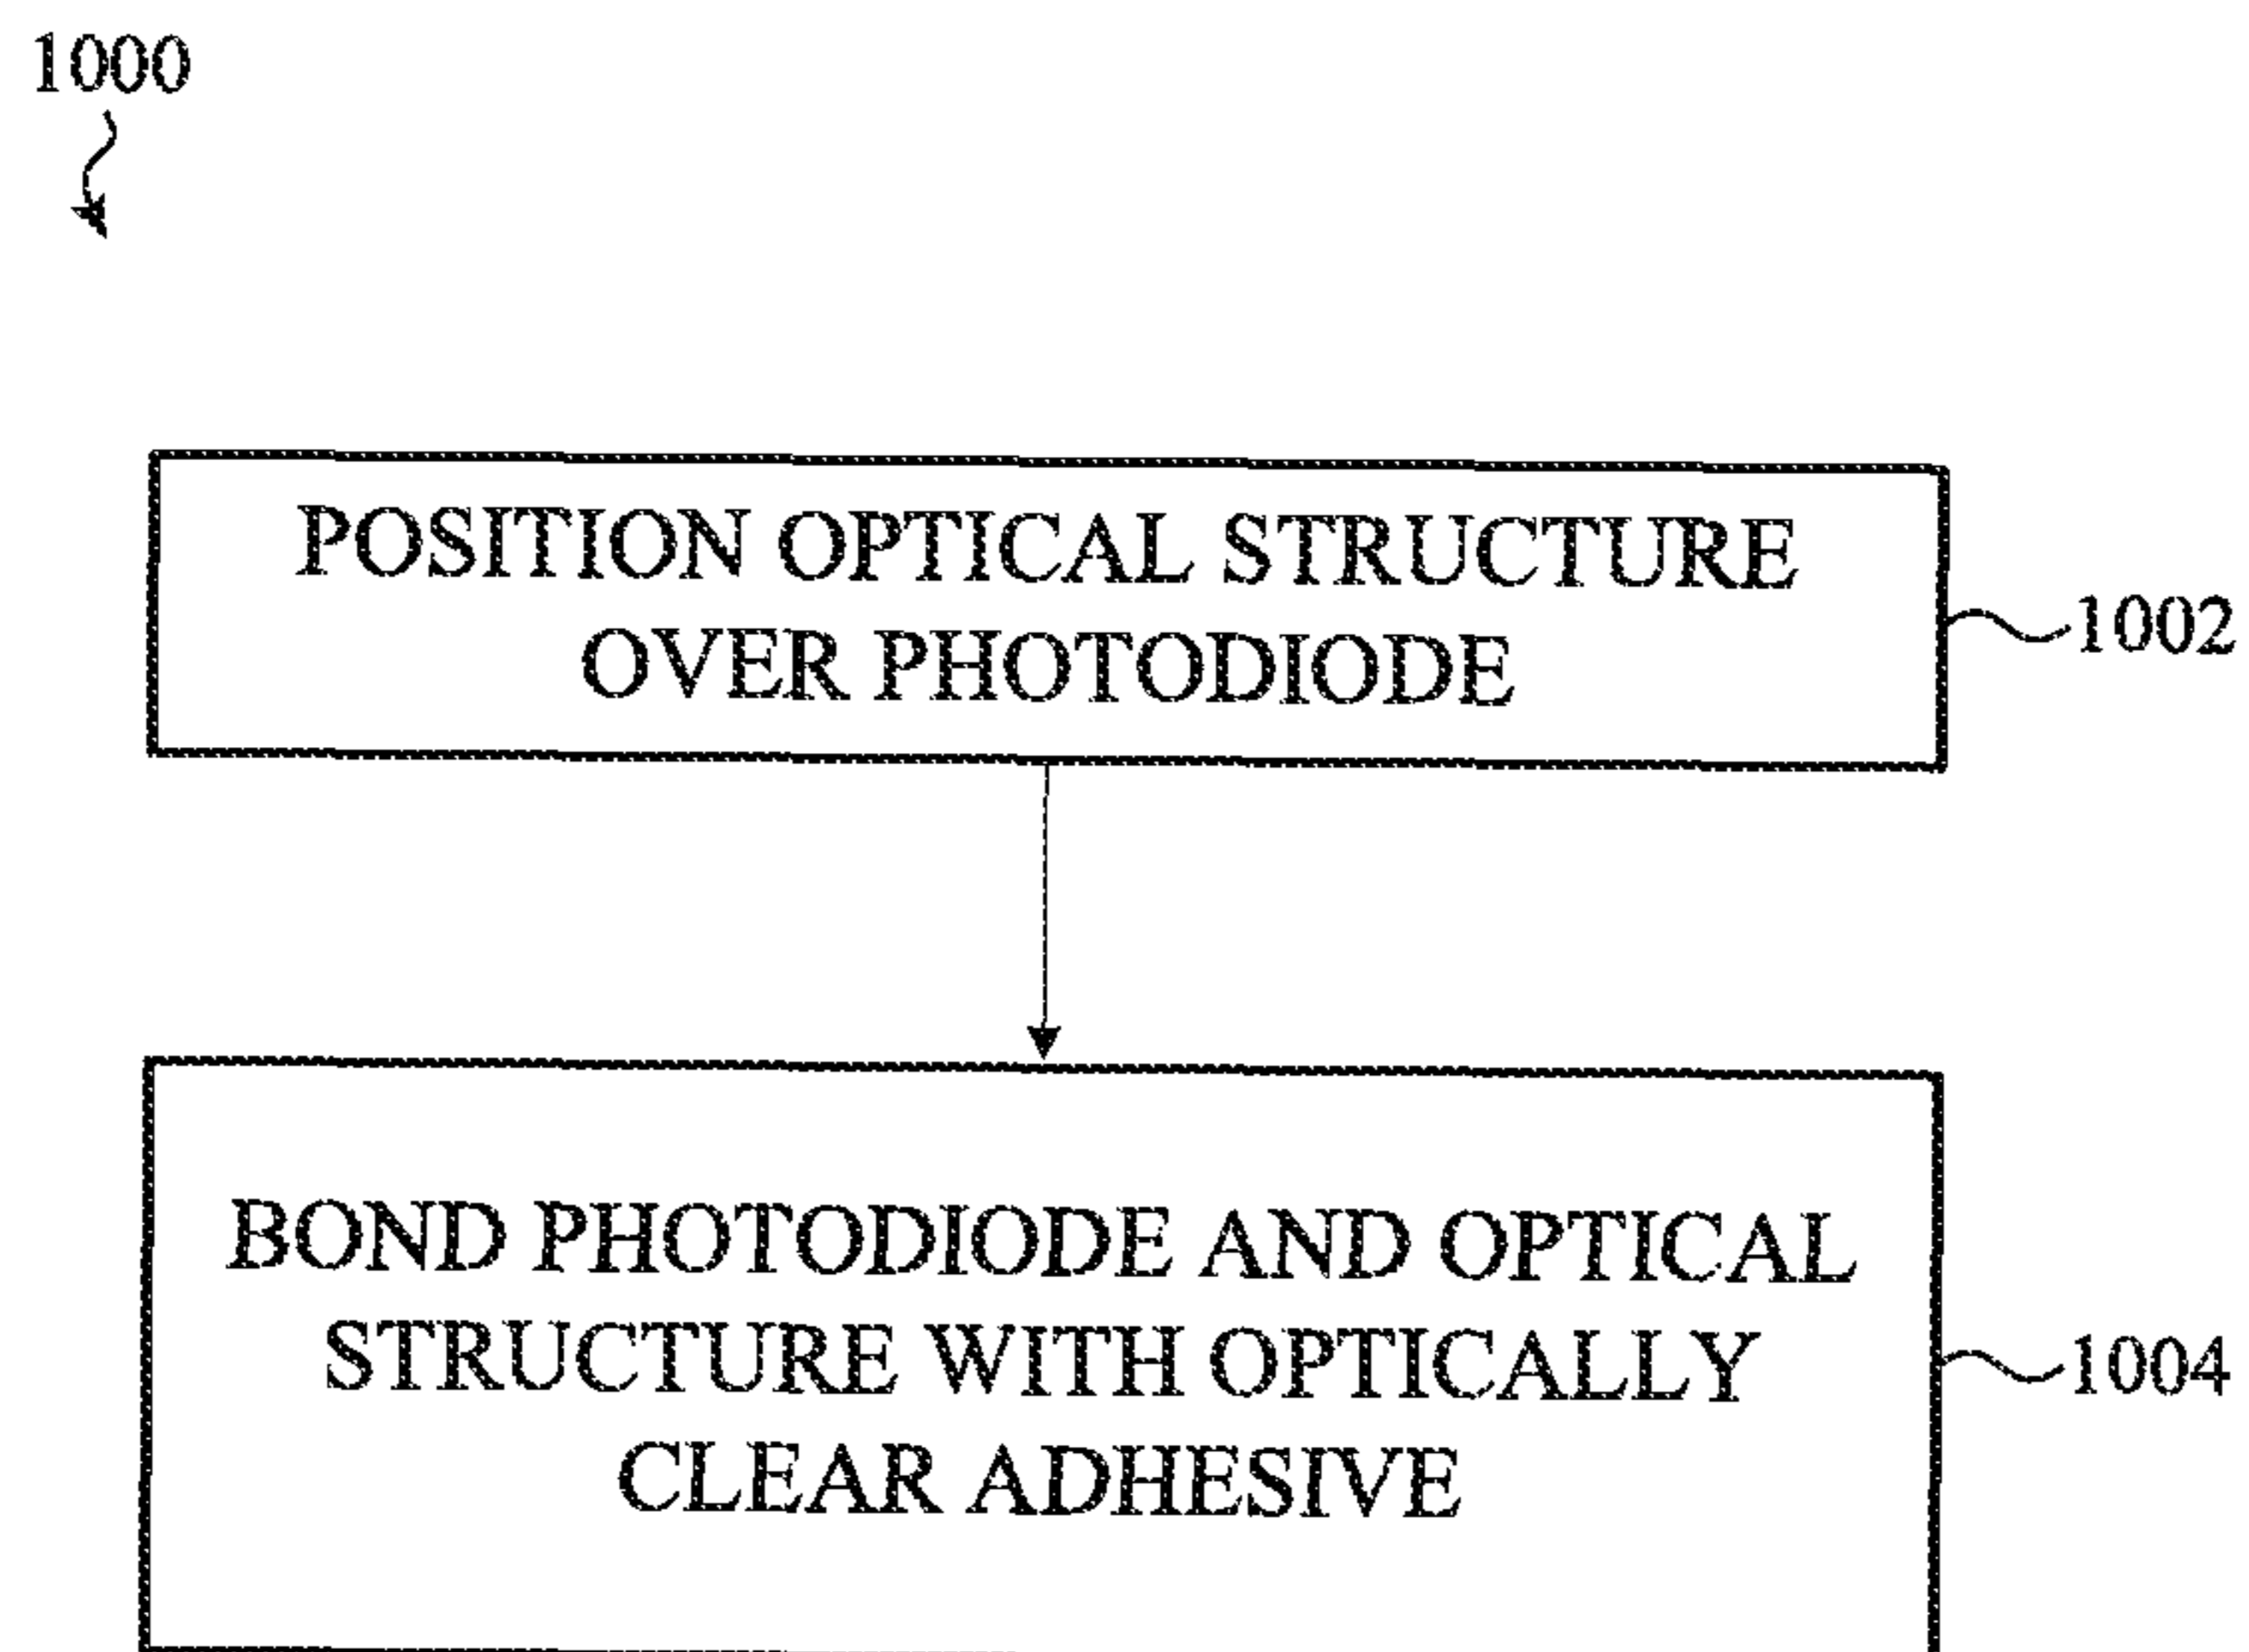 1000
POSITION OPTICAL STRUCTURE
OVER PHOTODIODE
1002
BOND PHOTODIODE AND OPTICAL
STRUCTURE WITH OPTICALLY
CLEAR ADHESIVE
1004